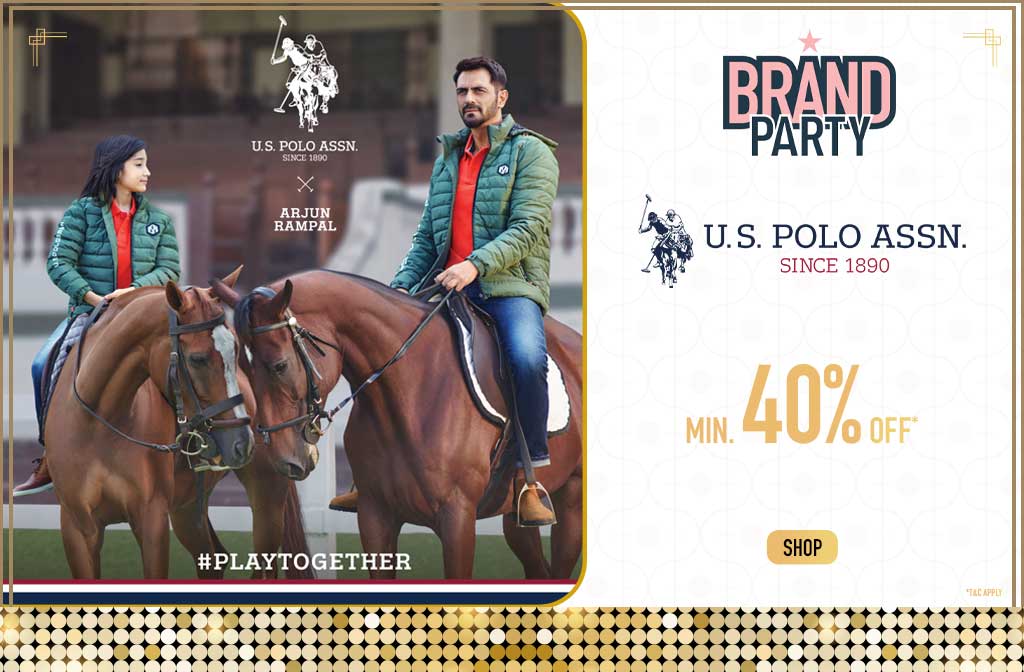 U.S. POLO ASSN.
SINCE 1890
ARJUN
RAMPAL
#PLAYTOGETHER
BRAND
PARTY
U.S. POLO ASSN.
SINCE 1890
MIN. 40% OFF*
SHOP
*T&C APPLY